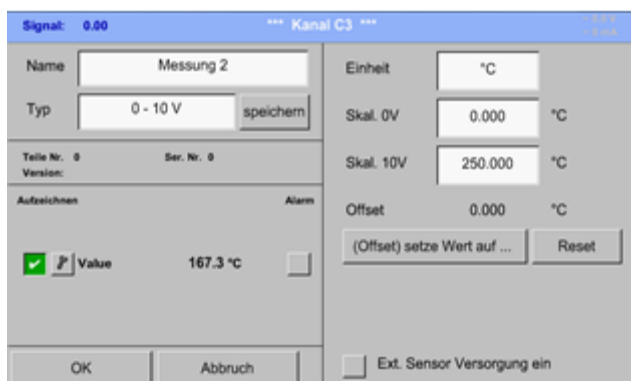 Signal: 0.00
*** Kanal C3 ***
Name
Messung 2
Typ
0 - 10 V
speichern
Teile Nr. 0
Ser. Nr. 0
Version:
Aufzeichnen
Alarm
Value
167.3 °C
OK
Abbruch
Einheit
°C
Skal. 0V
0.000
°C
Skal. 10V
250.000
°C
Offset
0.000
°C
(Offset) setze Wert auf ...
Reset
Ext. Sensor Versorgung ein